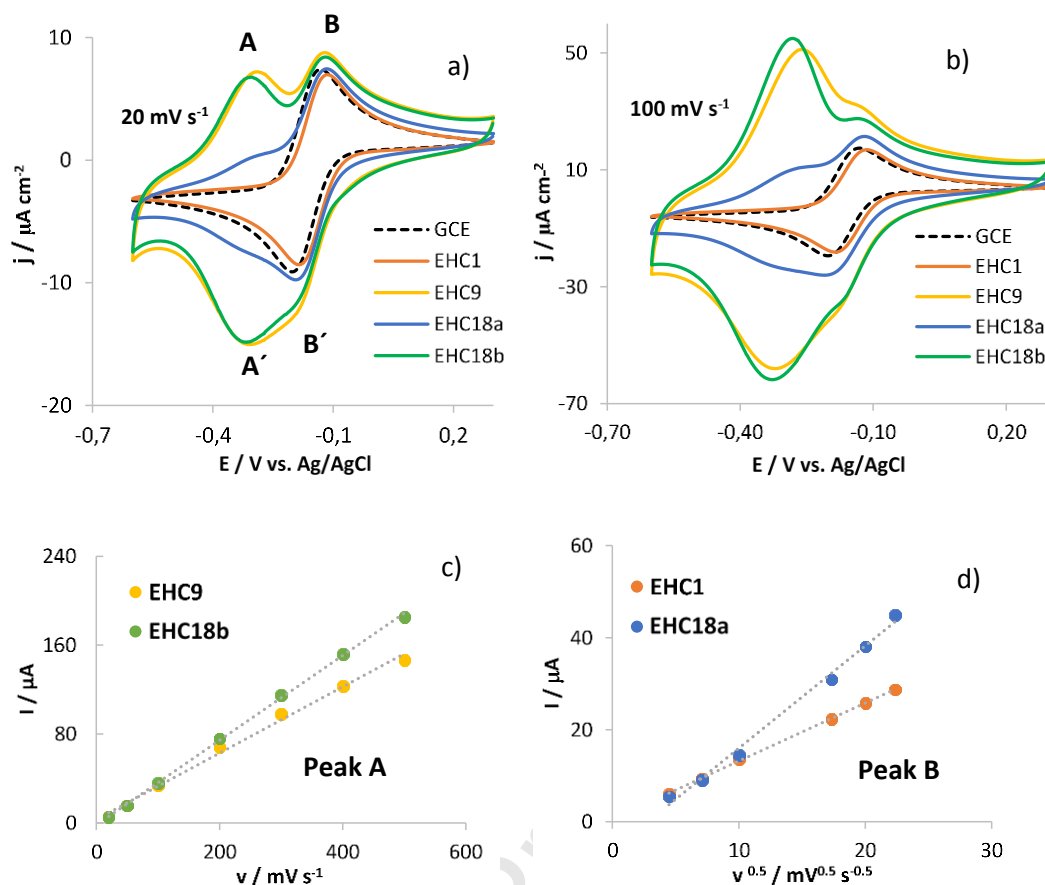 A
B
a)
20 mV s⁻¹
10
0
-10
-20
j / µA cm⁻²
GCE
EHC1
EHC9
EHC18a
EHC18b
A´
B´
-0,7
-0,4
-0,1
0,2
E / V vs. Ag/AgCl
b)
100 mV s⁻¹
50
10
-30
-70
j / µA cm⁻²
GCE
EHC1
EHC9
EHC18a
EHC18b
-0,70
-0,40
-0,10
0,20
E / V vs. Ag/AgCl
c)
EHC9
EHC18b
240
160
80
0
I / µA
Peak A
0
200
400
600
v / mV s⁻¹
d)
EHC1
EHC18a
60
40
20
0
I / µA
Peak B
0
10
20
30
v ⁰·⁵ / mV⁰·⁵ s⁻⁰·⁵